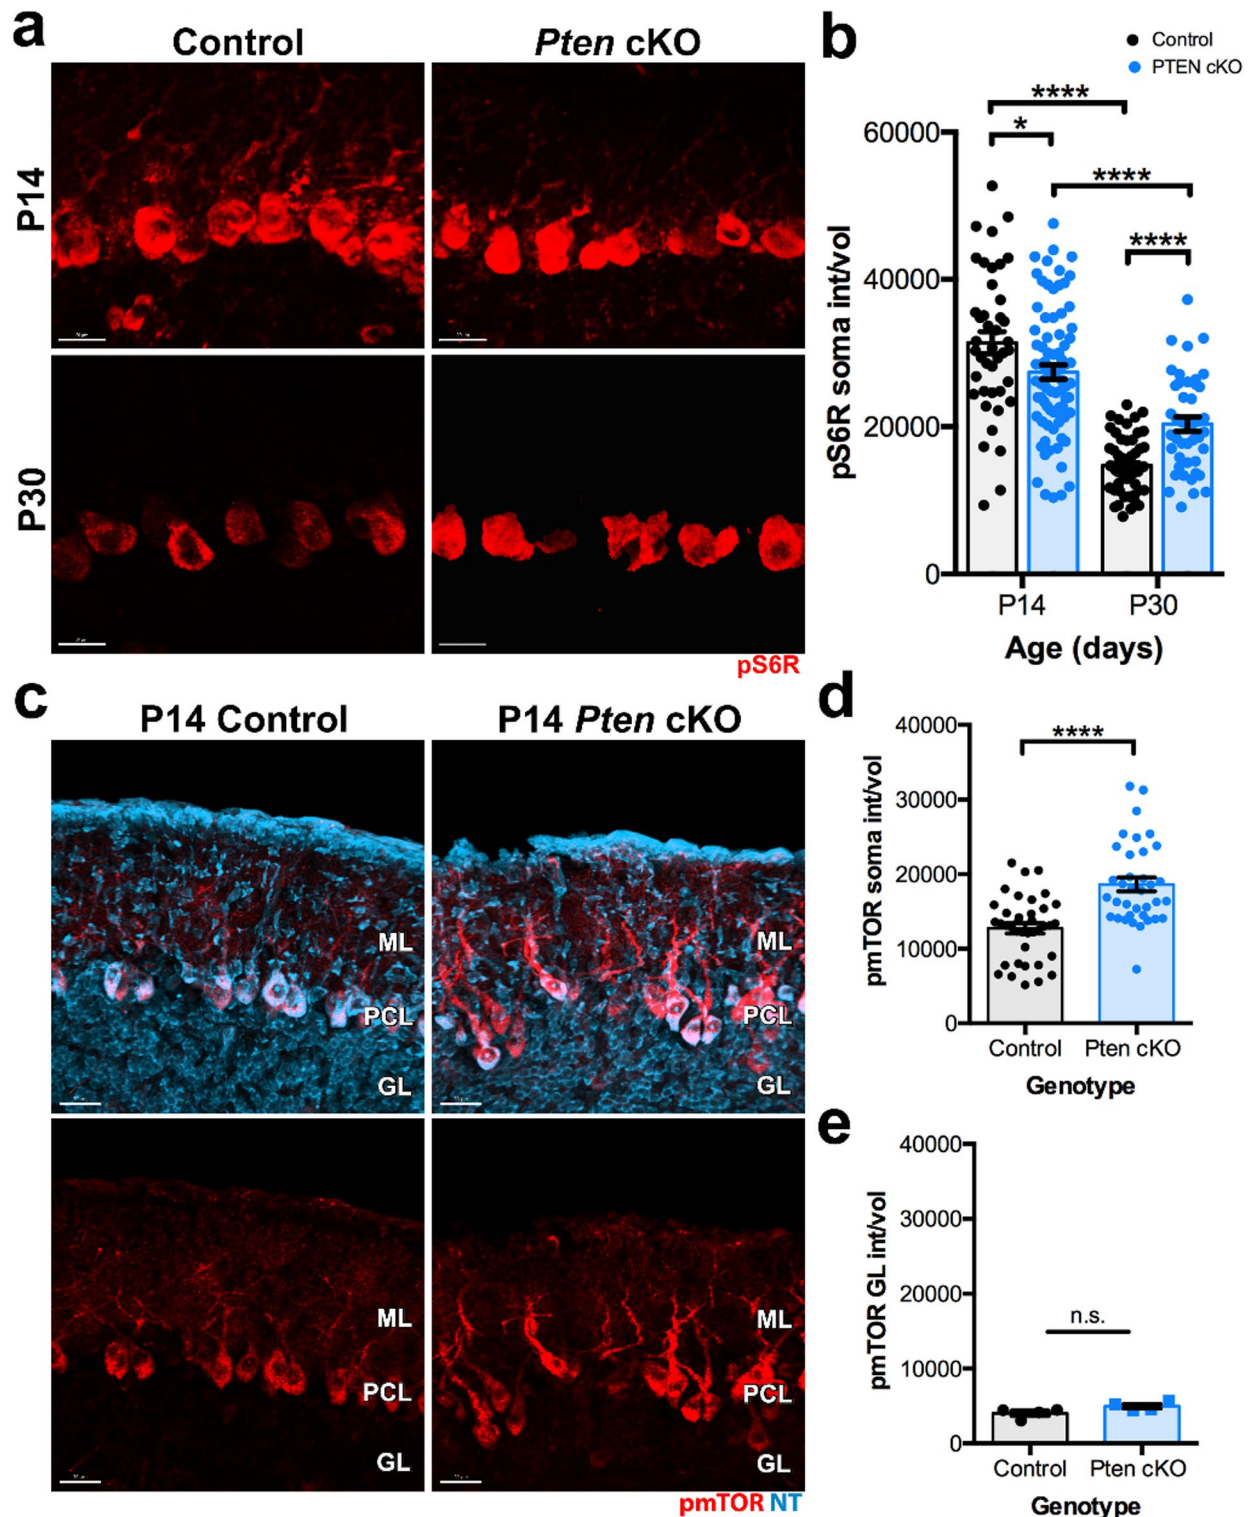 a
Control
Pten cKO
P14
P30
pS6R
b
Control
PTEN cKO
****
*
****
****
60000
40000
20000
0
pS6R soma int/vol
P14
P30
Age (days)
c
P14 Control
P14 Pten cKO
ML
PCL
GL
ML
PCL
GL
ML
PCL
GL
ML
PCL
GL
pmTOR NT
d
****
40000
30000
20000
10000
0
pmTOR soma int/vol
Control
Pten cKO
Genotype
e
40000
30000
20000
10000
0
pmTOR GL int/vol
n.s.
Control
Pten cKO
Genotype